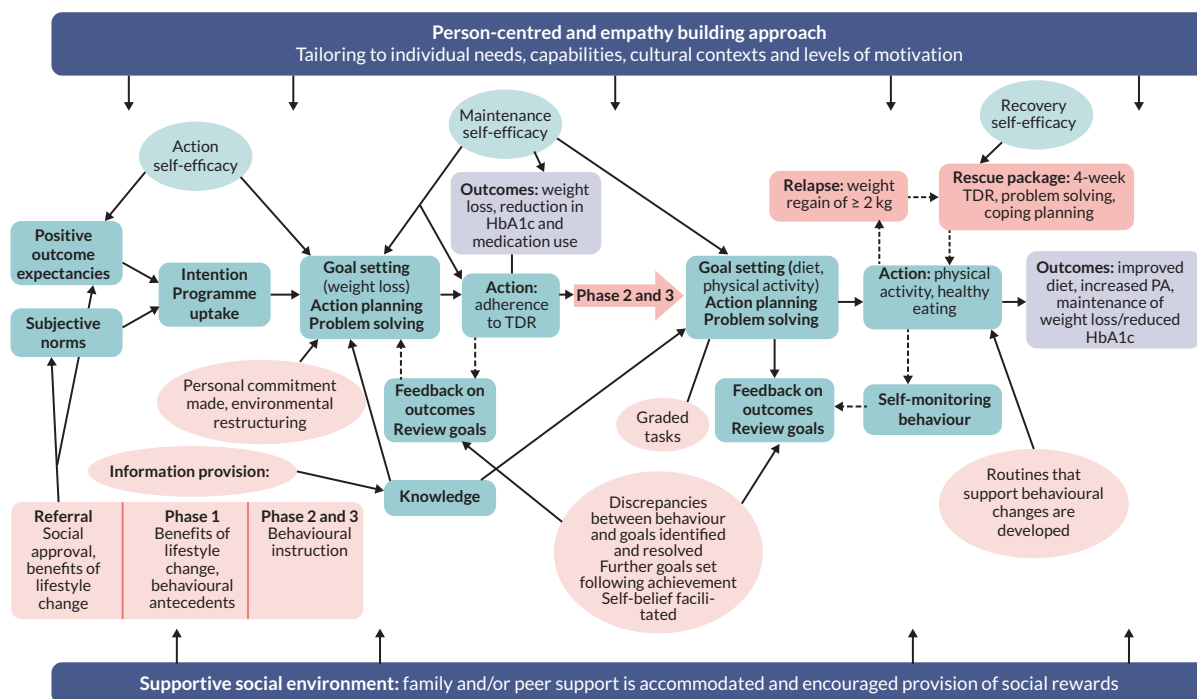 Person-centred and empathy building approach
Tailoring to individual needs, capabilities, cultural contexts and levels of motivation
Action
self-efficacy
Maintenance
self-efficacy
Recovery
self-efficacy
Outcomes: weight
loss, reduction in
HbA1c and
medication use
Relapse: weight
regain of ≥ 2 kg
Rescue package: 4-week
TDR, problem solving,
coping planning
Positive
outcome
expectancies
Subjective
norms
Intention
Programme
uptake
Goal setting
(weight loss)
Action planning
Problem solving
Action:
adherence
to TDR
Phase 2 and 3
Goal setting (diet,
physical activity)
Action planning
Problem solving
Action: physical
activity, healthy
eating
Outcomes: improved
diet, increased PA,
maintenance of
weight loss/reduced
HbA1c
Personal commitment
made, environmental
restructuring
Feedback on
outcomes
Review goals
Graded
tasks
Feedback on
outcomes
Review goals
Self-monitoring
behaviour
Information provision:
Knowledge
Referral
Social
approval,
benefits of
lifestyle
change
Phase 1
Benefits of
lifestyle
change,
behavioural
antecedents
Phase 2 and 3
Behavioural
instruction
Discrepancies
between behaviour
and goals identified
and resolved
Further goals set
following achievement
Self-belief facili-
tated
Routines that
support behavioural
changes are
developed
Supportive social environment: family and/or peer support is accommodated and encouraged provision of social rewards